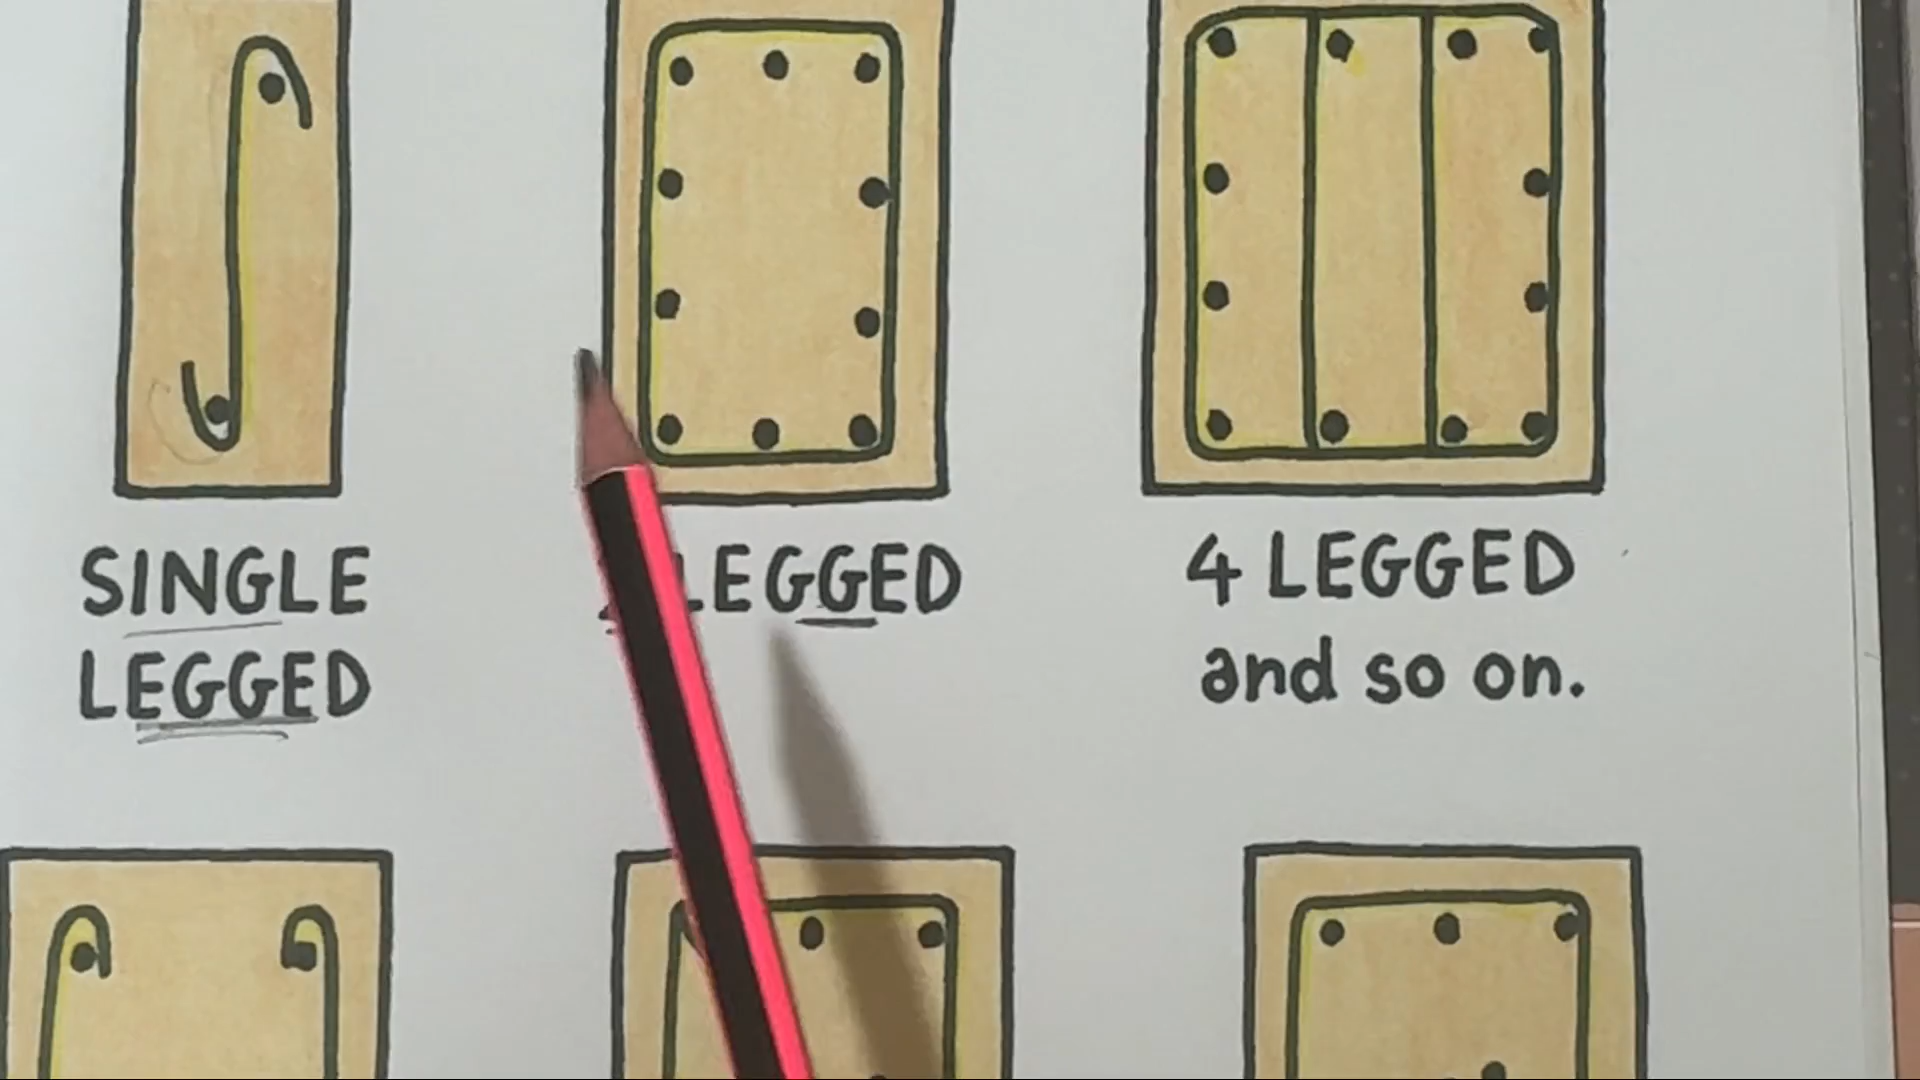 SINGLE
LEGGED
LEGGED
4 LEGGED
and so on.